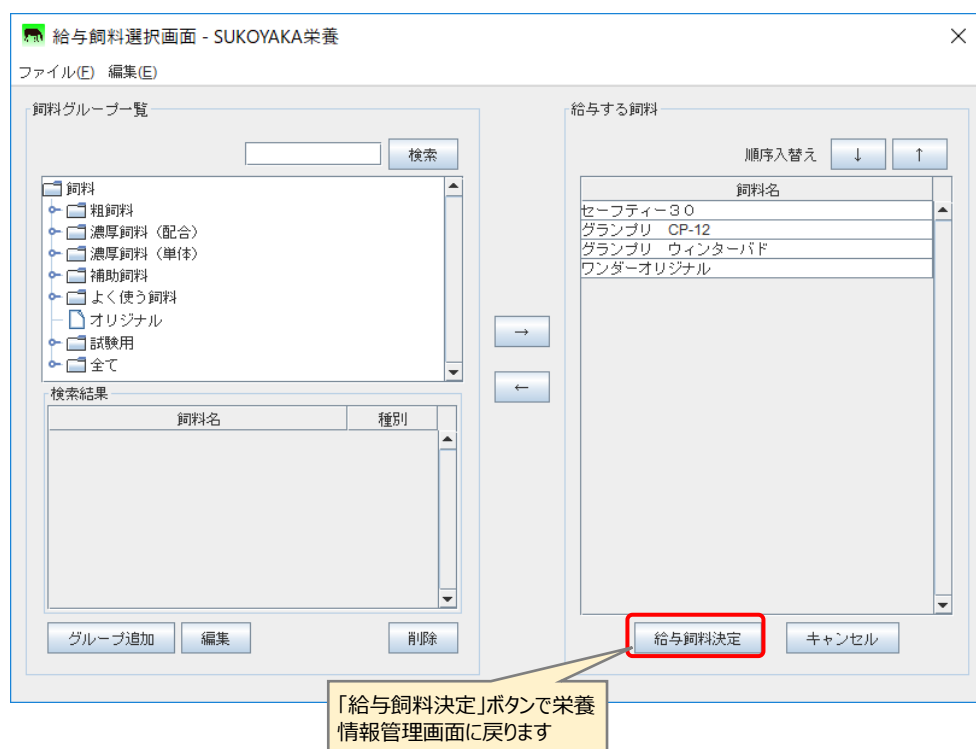 給与飼料選択画面 - SUKOYAKA栄養
ファイル(F) 編集(E)
飼料グループ一覧
検索
飼料
粗飼料
濃厚飼料（配合）
濃厚飼料（単体）
補助飼料
よく使う飼料
オリジナル
試験用
全て
検索結果
飼料名 種別
グループ追加 編集 削除
→
←
給与する飼料
順序入替え ↓ ↑
飼料名
セーフティー３０
グランプリ　CP-12
グランプリ　ウィンターバド
ワンダーオリジナル
給与飼料決定 キャンセル
「給与飼料決定」ボタンで栄養
情報管理画面に戻ります